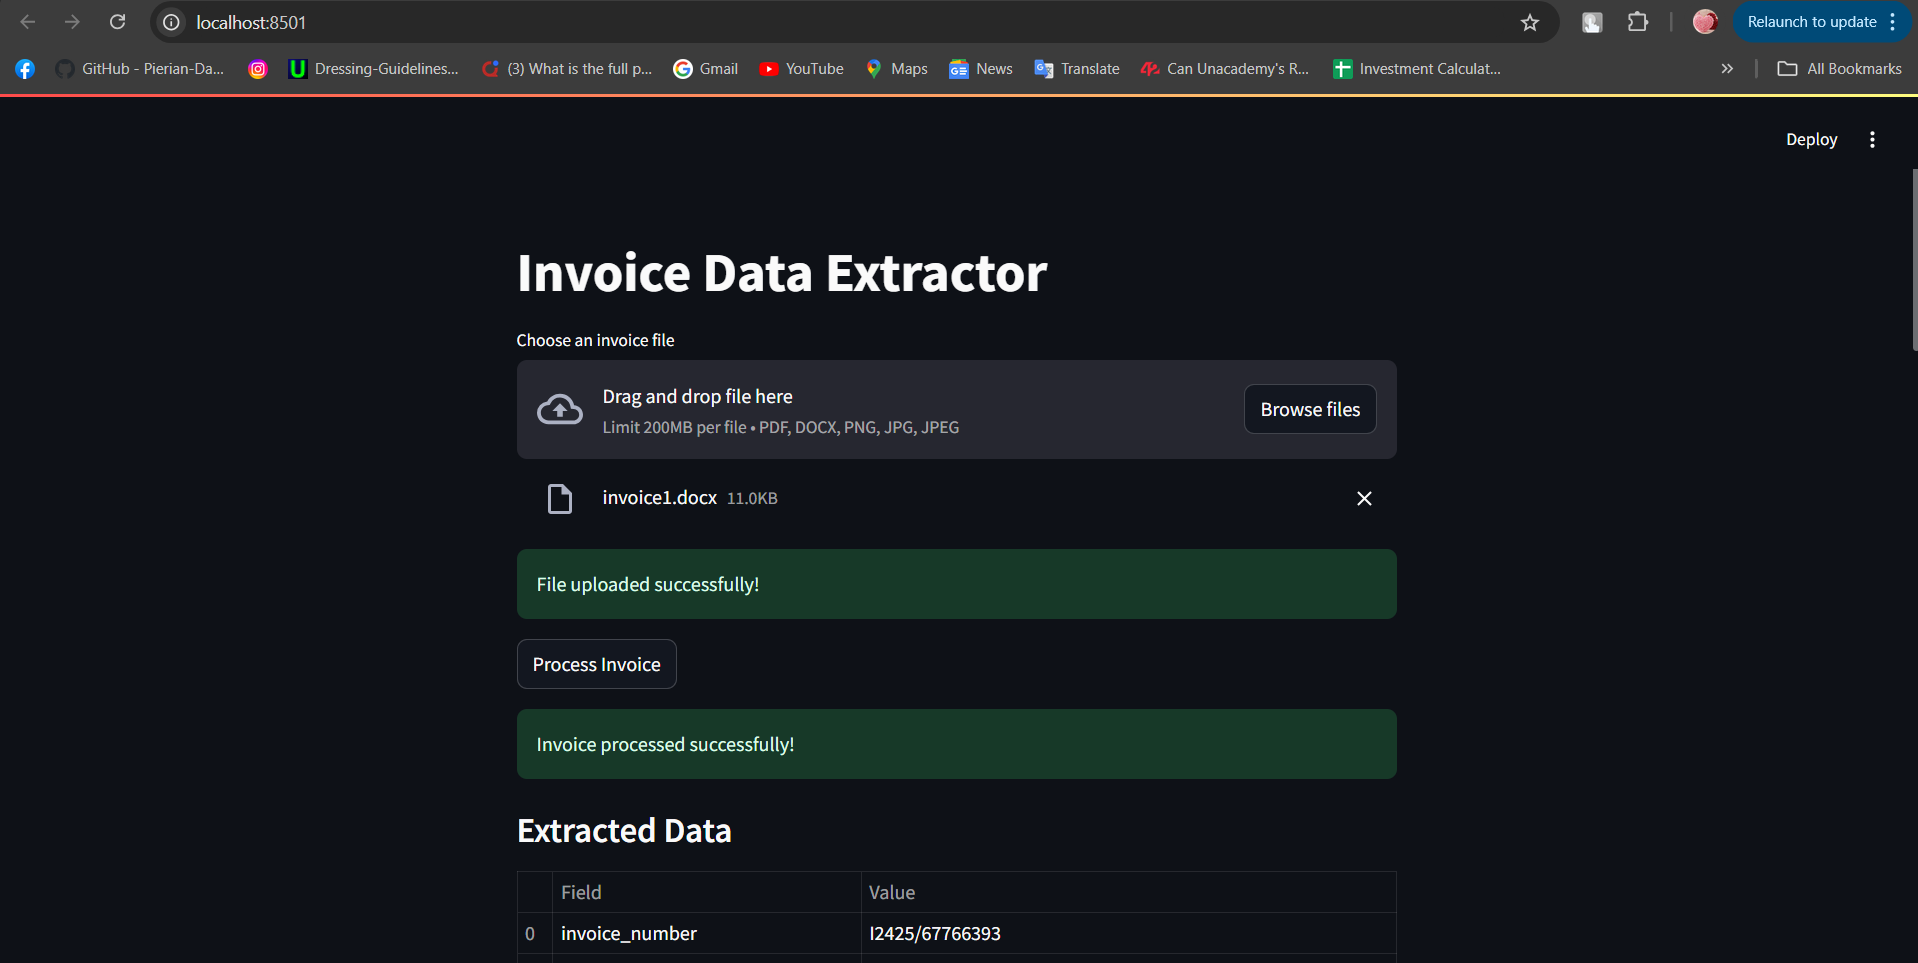 localhost:8501
Relaunch to update
GitHub - Pierian-Da...
Dressing-Guidelines...
(3) What is the full p...
Gmail
YouTube
Maps
News
Translate
Can Unacademy's R...
Investment Calculat...
All Bookmarks
Deploy
Invoice Data Extractor
Choose an invoice file
Drag and drop file here
Limit 200MB per file • PDF, DOCX, PNG, JPG, JPEG
Browse files
invoice1.docx 11.0KB
File uploaded successfully!
Process Invoice
Invoice processed successfully!
Extracted Data
Field Value
0 invoice_number I2425/67766393